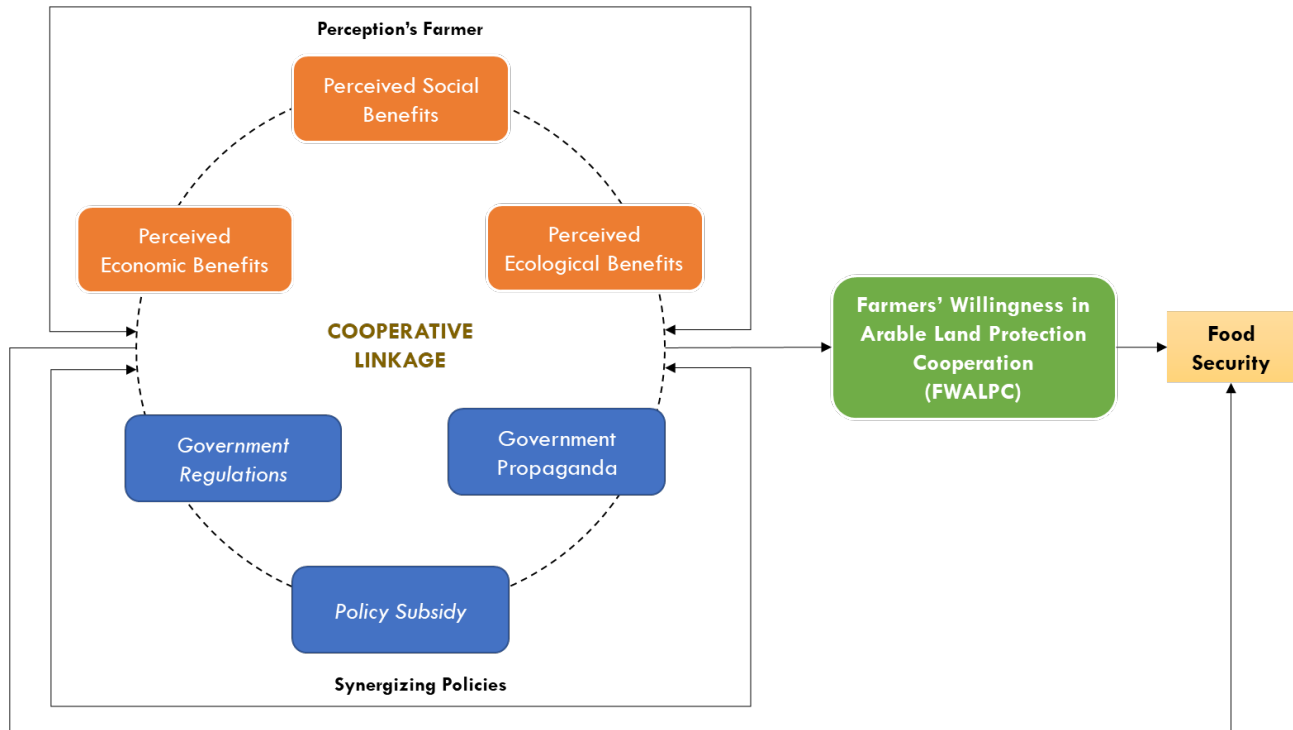 Perception's Farmer
Perceived Social
Benefits
Perceived
Economic Benefits
Perceived
Ecological Benefits
COOPERATIVE
LINKAGE
Farmers' Willingness in
Arable Land Protection
Cooperation
(FWALPC)
Food
Security
Government
Regulations
Government
Propaganda
Policy Subsidy
Synergizing Policies